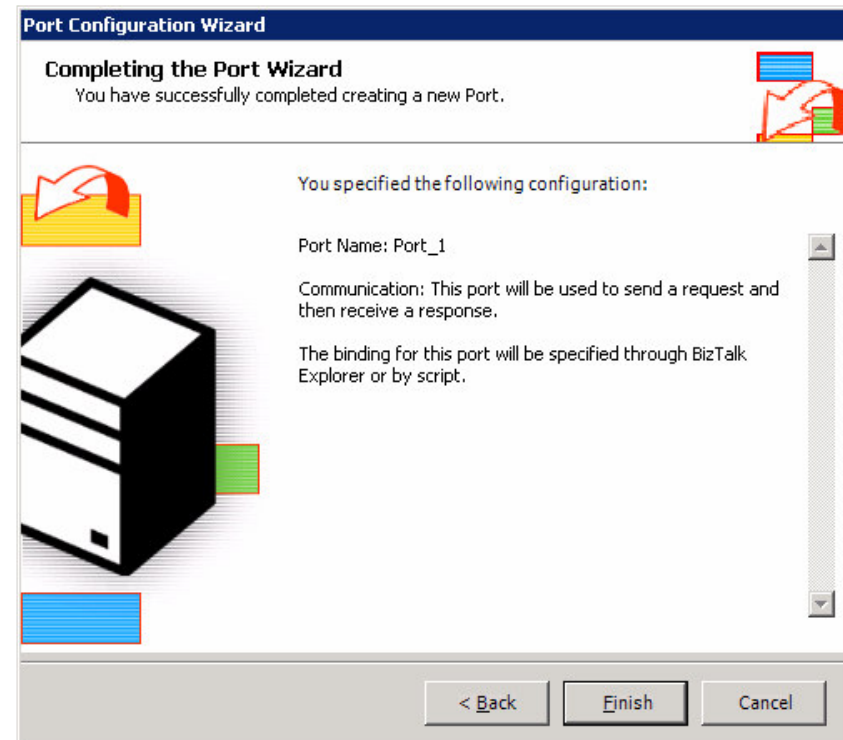 Port Configuration Wizard
Completing the Port Wizard
You have successfully completed creating a new Port.
You specified the following configuration:
Port Name: Port_1
Communication: This port will be used to send a request and
then receive a response.
The binding for this port will be specified through BizTalk
Explorer or by script.
< Back
Finish
Cancel